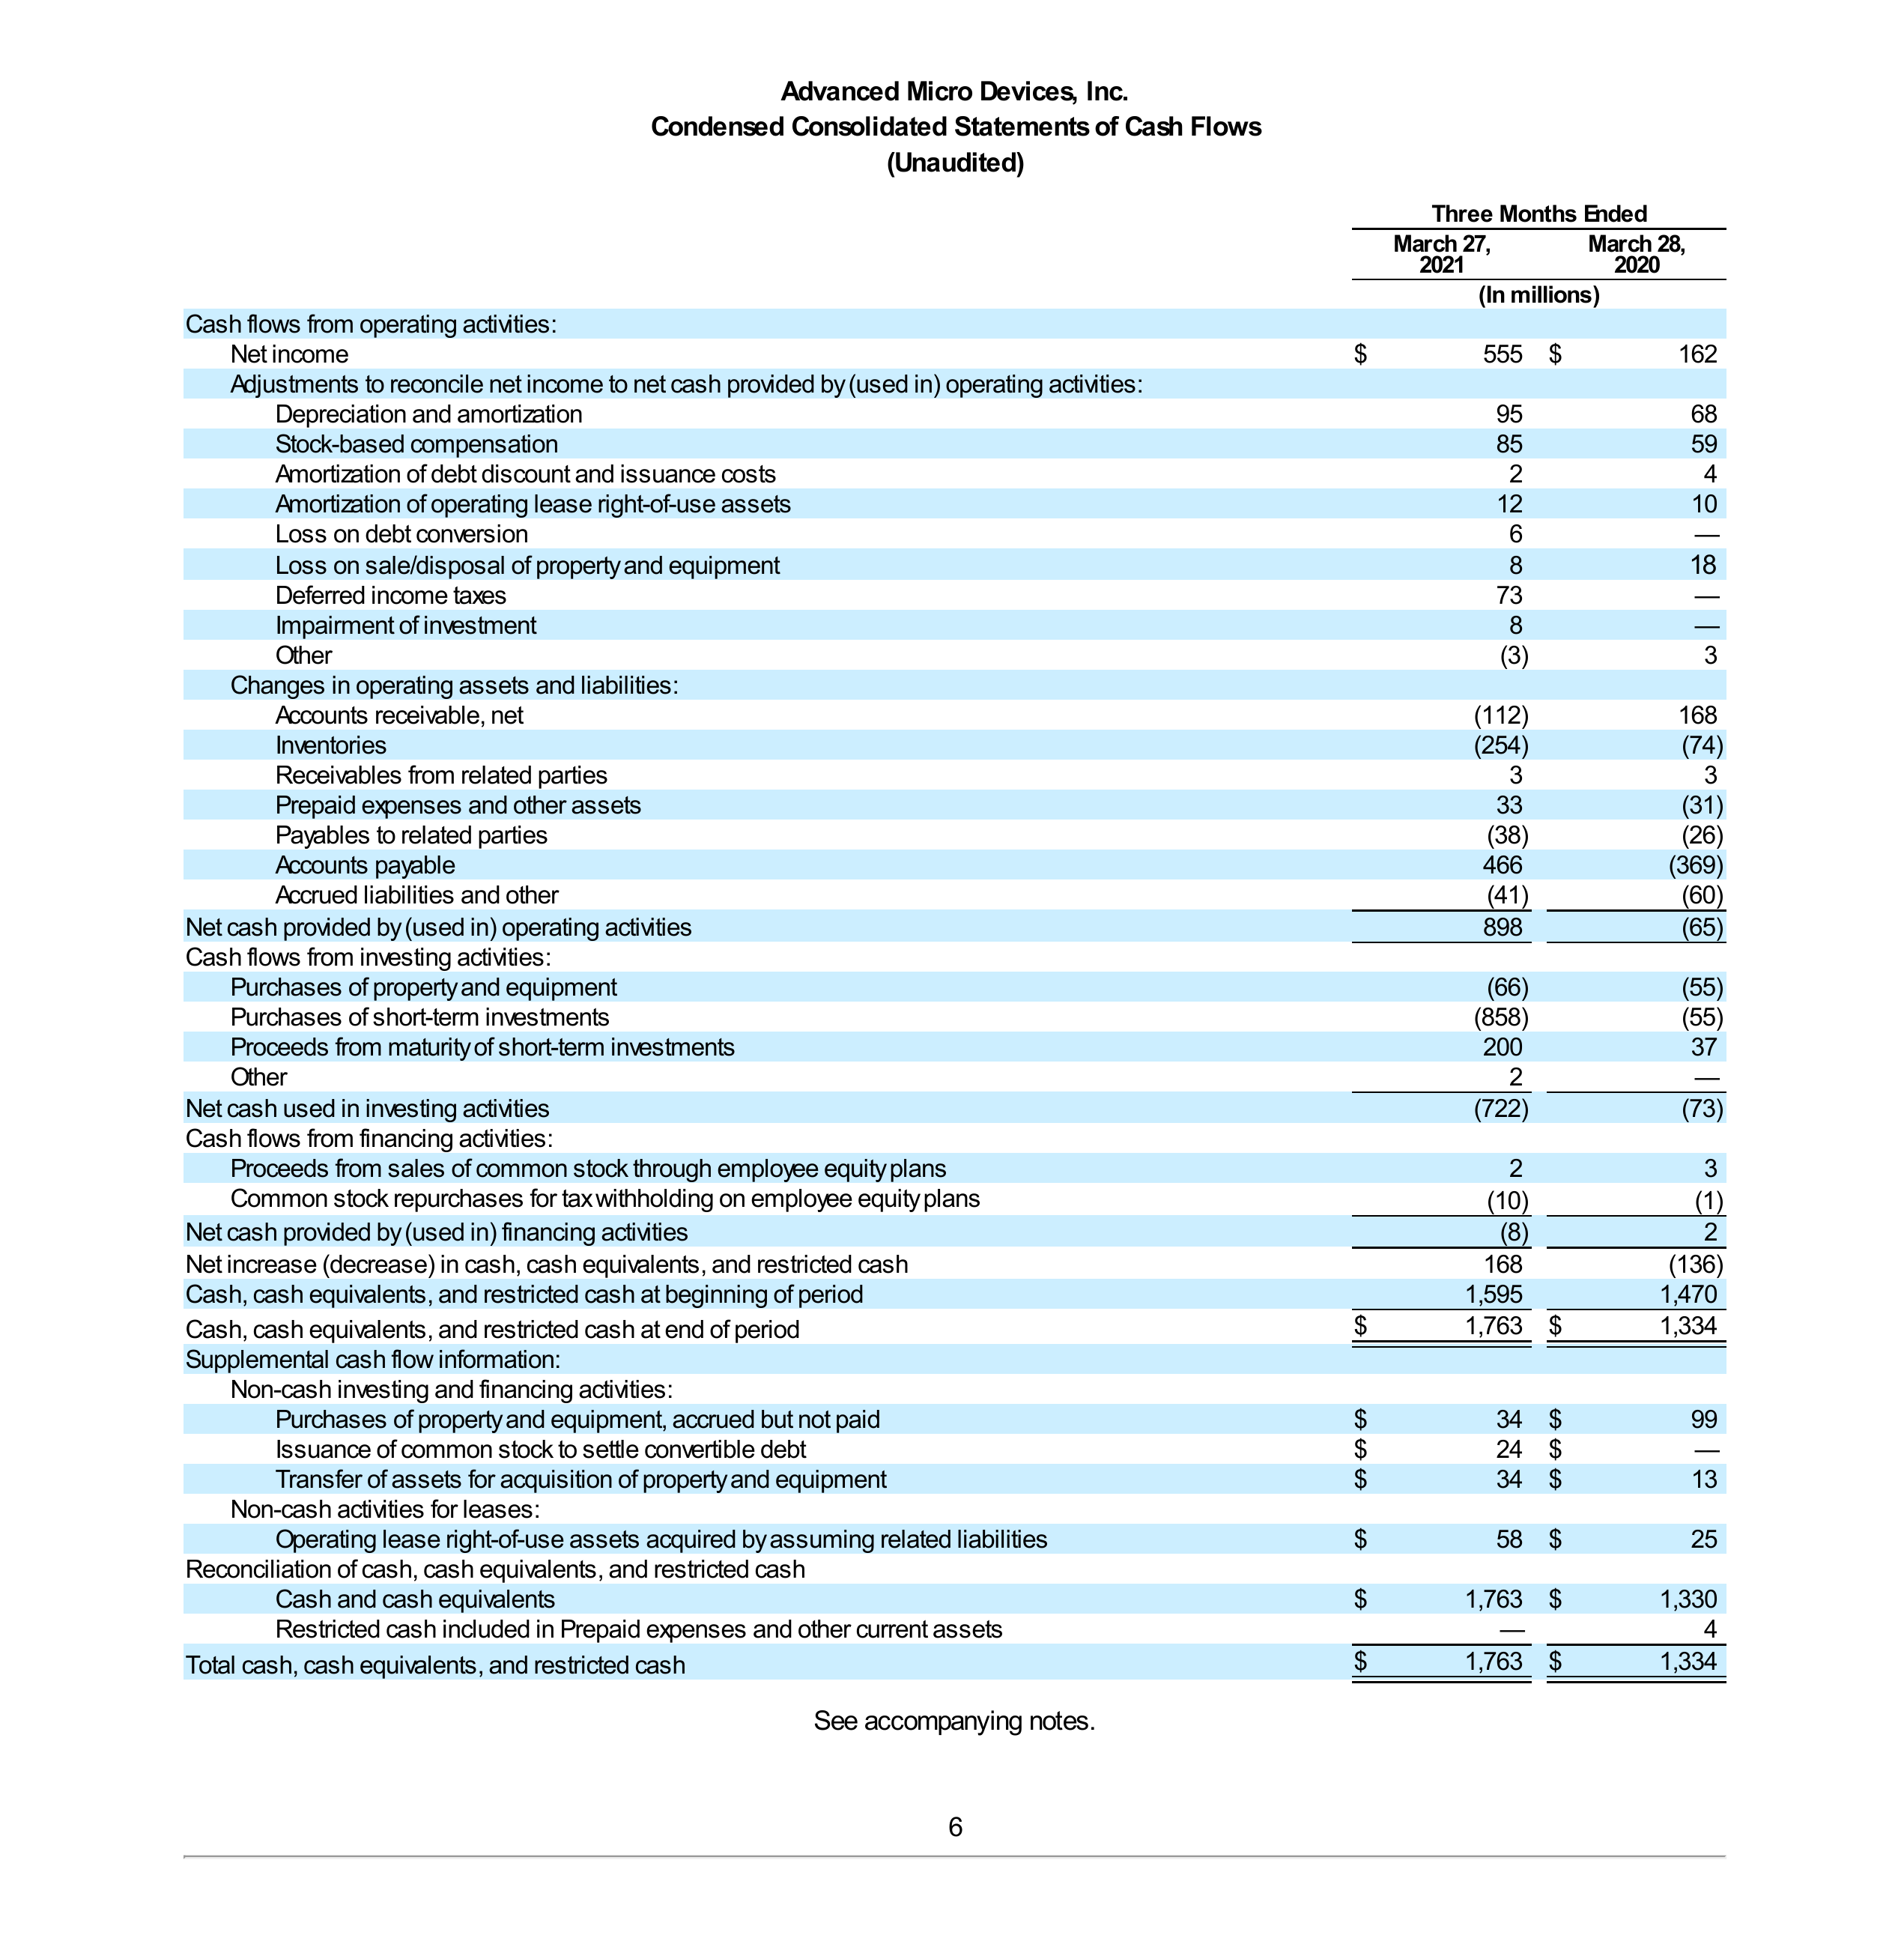 Advanced Micro Devices, Inc.
Condensed Consolidated Statements of Cash Flows
(Unaudited)
Three Months Ended
March 27, 2021 March 28, 2020
(In millions)
Cash flows from operating activities:
Net income $ 555 $ 162
Adjustments to reconcile net income to net cash provided by (used in) operating activities:
Depreciation and amortization 95 68
Stock-based compensation 85 59
Amortization of debt discount and issuance costs 2 4
Amortization of operating lease right-of-use assets 12 10
Loss on debt conversion 6 —
Loss on sale/disposal of property and equipment 8 18
Deferred income taxes 73 —
Impairment of investment 8 —
Other (3) 3
Changes in operating assets and liabilities:
Accounts receivable, net (112) 168
Inventories (254) (74)
Receivables from related parties 3 3
Prepaid expenses and other assets 33 (31)
Payables to related parties (38) (26)
Accounts payable 466 (369)
Accrued liabilities and other (41) (60)
Net cash provided by (used in) operating activities 898 (65)
Cash flows from investing activities:
Purchases of property and equipment (66) (55)
Purchases of short-term investments (858) (55)
Proceeds from maturity of short-term investments 200 37
Other 2 —
Net cash used in investing activities (722) (73)
Cash flows from financing activities:
Proceeds from sales of common stock through employee equity plans 2 3
Common stock repurchases for tax withholding on employee equity plans (10) (1)
Net cash provided by (used in) financing activities (8) 2
Net increase (decrease) in cash, cash equivalents, and restricted cash 168 (136)
Cash, cash equivalents, and restricted cash at beginning of period 1,595 1,470
Cash, cash equivalents, and restricted cash at end of period $ 1,763 $ 1,334
Supplemental cash flow information:
Non-cash investing and financing activities:
Purchases of property and equipment, accrued but not paid $ 34 $ 99
Issuance of common stock to settle convertible debt $ 24 $ —
Transfer of assets for acquisition of property and equipment $ 34 $ 13
Non-cash activities for leases:
Operating lease right-of-use assets acquired by assuming related liabilities $ 58 $ 25
Reconciliation of cash, cash equivalents, and restricted cash
Cash and cash equivalents $ 1,763 $ 1,330
Restricted cash included in Prepaid expenses and other current assets — 4
Total cash, cash equivalents, and restricted cash $ 1,763 $ 1,334
See accompanying notes.
6